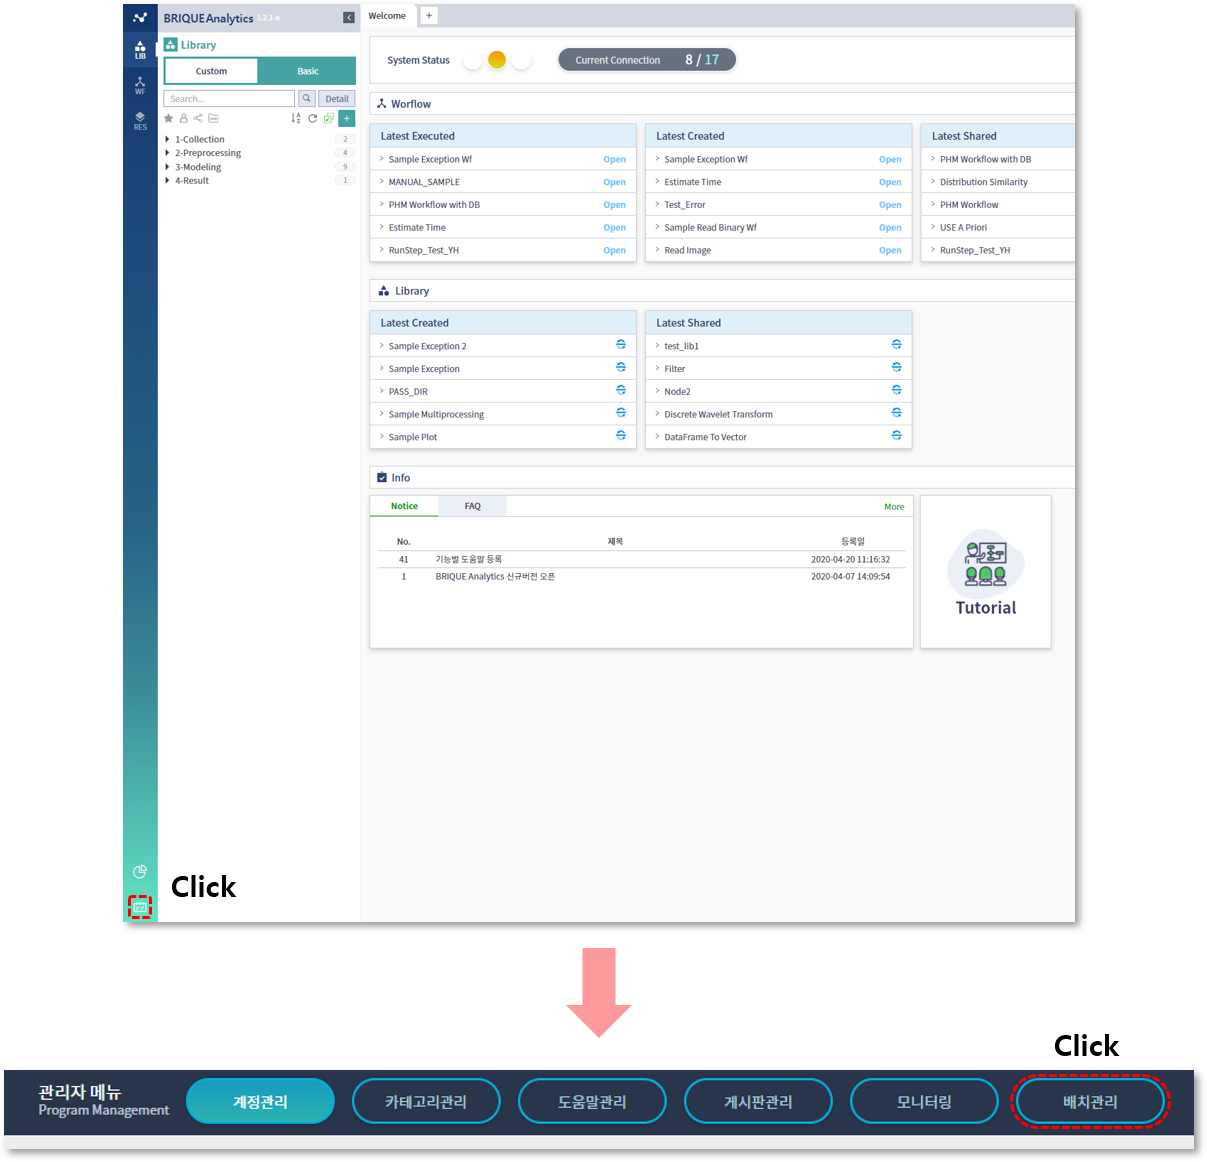 BRIQUEAnalytics 1.2.1-a
Welcome +
LIB
WF
RES
Library
Custom Basic
Search... Detail
1-Collection 2
2-Preprocessing 4
3-Modeling 9
4-Result 1
System Status Current Connection 8 / 17
Worflow
Latest Executed
Sample Exception Wf Open
MANUAL_SAMPLE Open
PHM Workflow with DB Open
Estimate Time Open
RunStep_Test_YH Open
Latest Created
Sample Exception Wf Open
Estimate Time Open
Test_Error Open
Sample Read Binary Wf Open
Read Image Open
Latest Shared
PHM Workflow with DB
Distribution Similarity
PHM Workflow
USE A Priori
RunStep_Test_YH
Library
Latest Created
Sample Exception 2
Sample Exception
PASS_DIR
Sample Multiprocessing
Sample Plot
Latest Shared
test_lib1
Filter
Node2
Discrete Wavelet Transform
DataFrame To Vector
Info
Notice FAQ More
No. 제목 등록일
41 기능별 도움말 등록 2020-04-20 11:16:32
1 BRIQUE Analytics 신규버전 오픈 2020-04-07 14:09:54
Tutorial
Click
Click
관리자 메뉴
Program Management
계정관리 카테고리관리 도움말관리 게시판관리 모니터링 배치관리